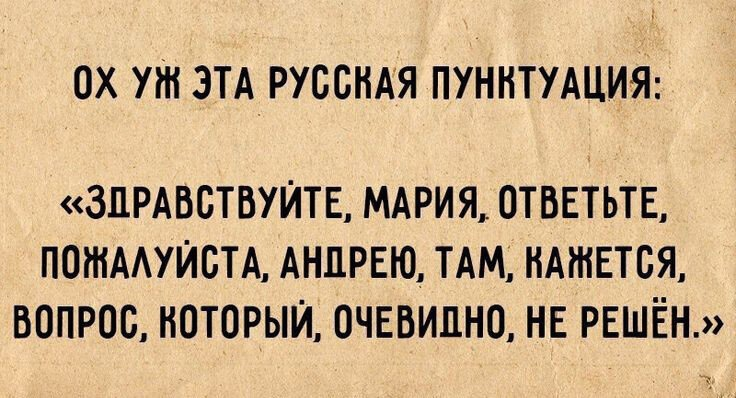 ОХ УЖ ЭТА РУССКАЯ ПУНКТУАЦИЯ:
«ЗДРАВСТВУЙТЕ, МАРИЯ, ОТВЕТЬТЕ,
ПОЖАЛУЙСТА, АНДРЕЮ, ТАМ, КАЖЕТСЯ,
ВОПРОС, КОТОРЫЙ, ОЧЕВИДНО, НЕ РЕШЁН.»